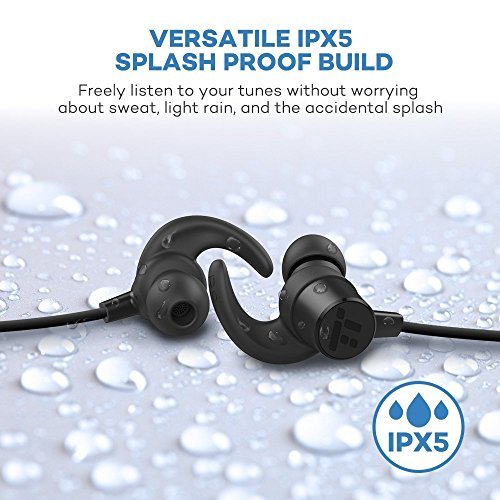 VERSATILE IPX5
SPLASH PROOF BUILD
Freely listen to your tunes without worrying
about sweat, light rain, and the accidental splash
IPX5